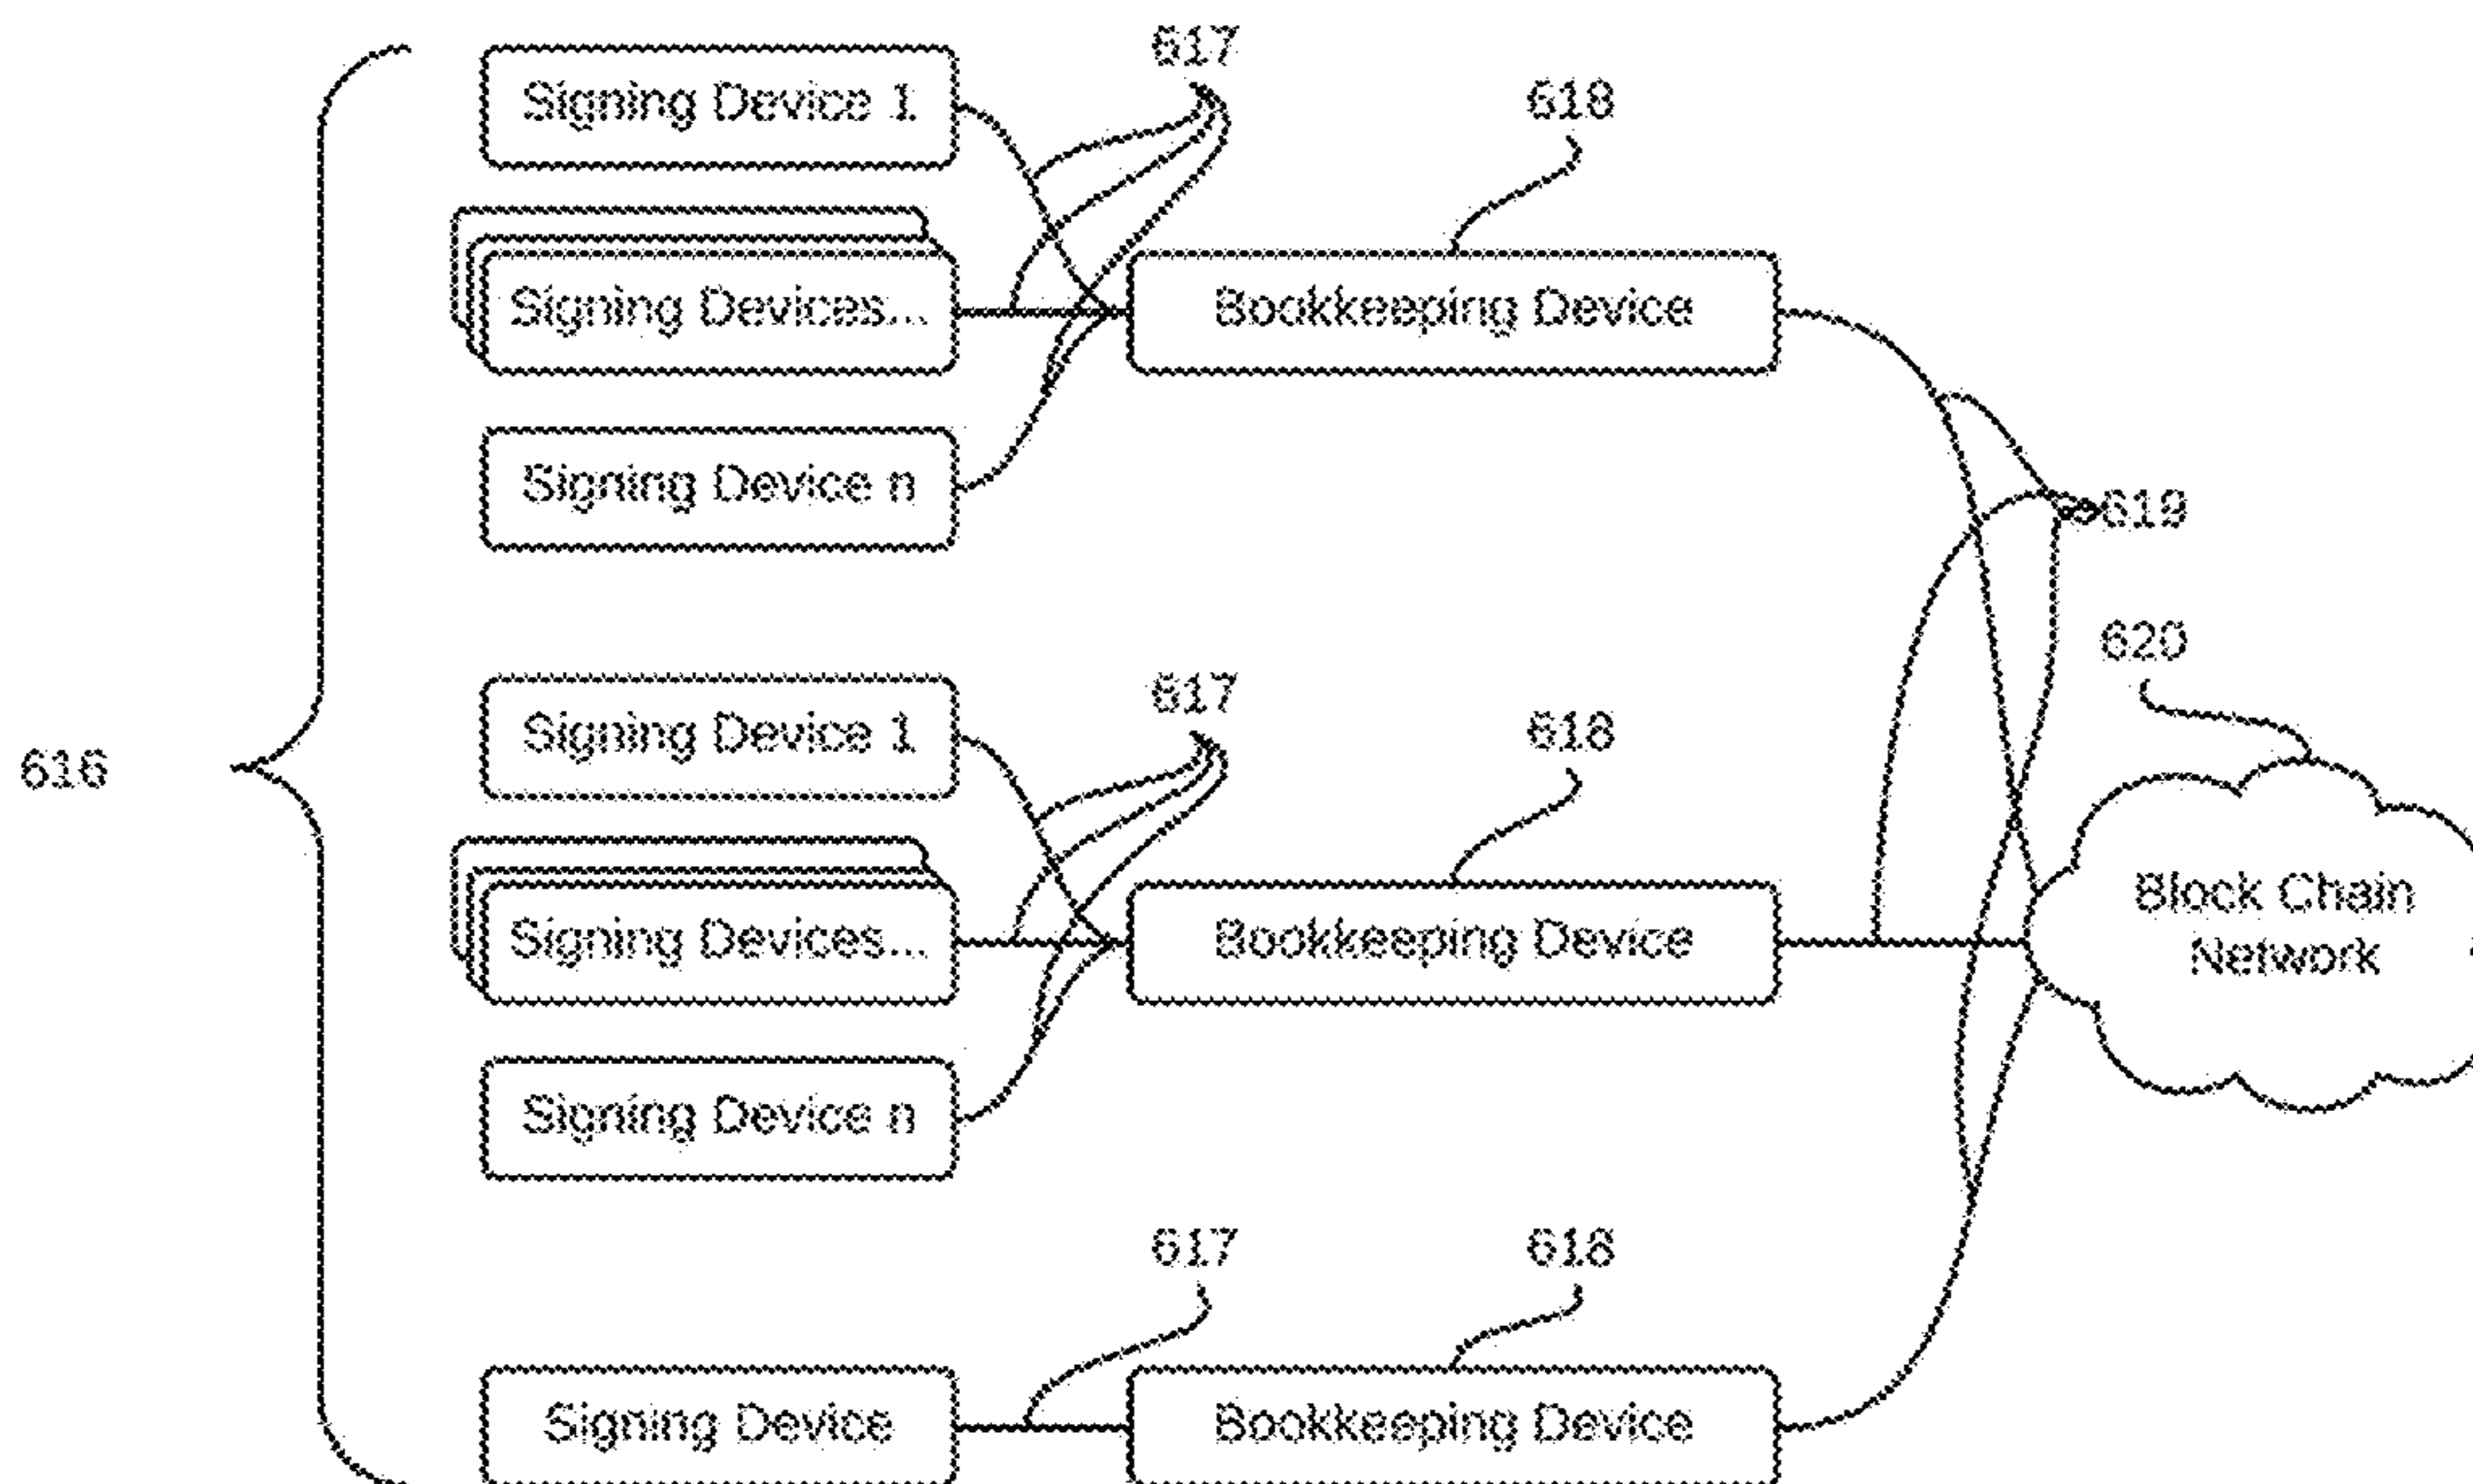 617
Signing Device 1
618
Signing Devices...
Bookkeeping Device
Signing Device n
619
620
617
Signing Device 1
618
616
Block Chain
Network
Signing Devices...
Bookkeeping Device
Signing Device n
617
618
Signing Device
Bookkeeping Device